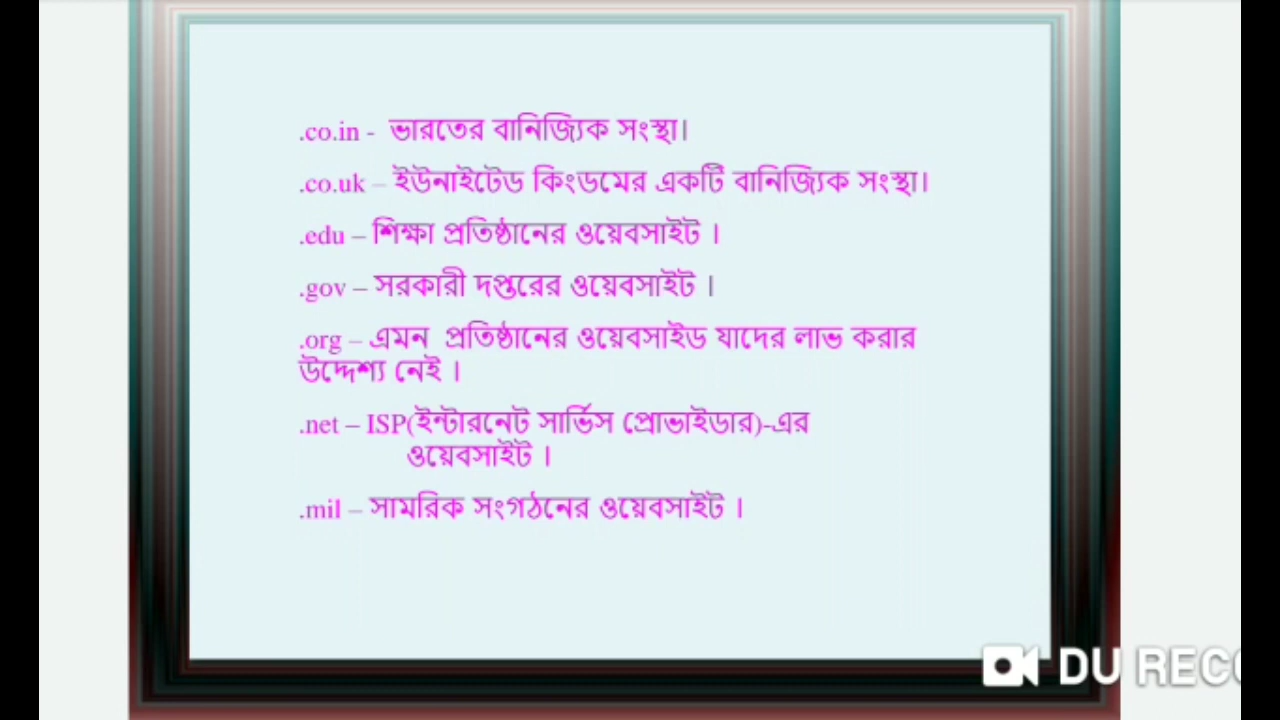 .co.in - ভারতের বানিজ্যিক সংস্থা।
.co.uk – ইউনাইটেড কিংডমের একটি বানিজ্যিক সংস্থা।
.edu – শিক্ষা প্রতিষ্ঠানের ওয়েবসাইট ।
.gov – সরকারী দপ্তরের ওয়েবসাইট ।
.org – এমন প্রতিষ্ঠানের ওয়েবসাইড যাদের লাভ করার
উদ্দেশ্য নেই ।
.net – ISP(ইন্টারনেট সার্ভিস প্রোভাইডার)-এর
ওয়েবসাইট ।
.mil – সামরিক সংগঠনের ওয়েবসাইট ।
DU